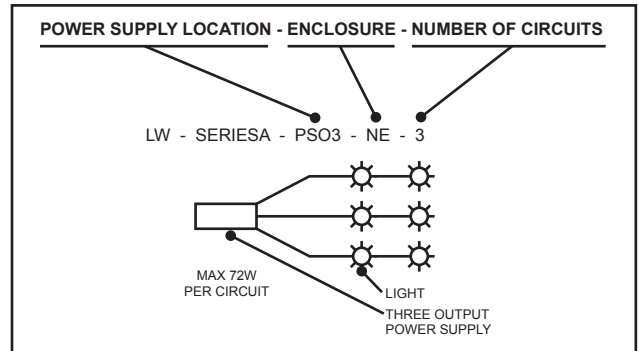 POWER SUPPLY LOCATION - ENCLOSURE - NUMBER OF CIRCUITS
LW - SERIESA - PSO3 - NE - 3
MAX 72W
PER CIRCUIT
LIGHT
THREE OUTPUT
POWER SUPPLY